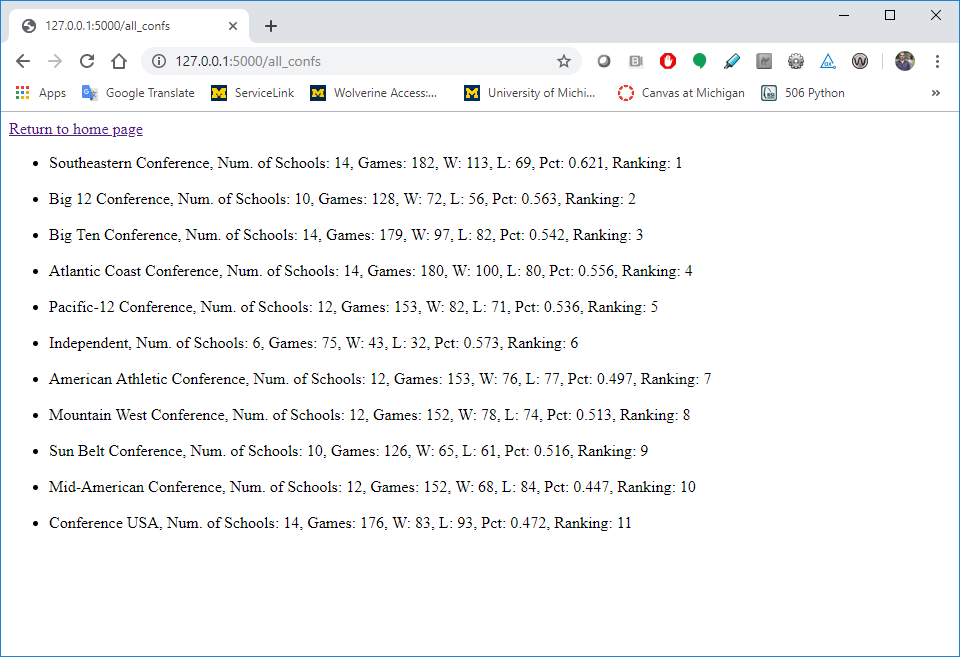 127.0.0.1:5000/all_confs
127.0.0.1:5000/all_confs
Apps Google Translate ServiceLink Wolverine Access:... University of Michi... Canvas at Michigan 506 Python »
Return to home page
• Southeastern Conference, Num. of Schools: 14, Games: 182, W: 113, L: 69, Pct: 0.621, Ranking: 1
• Big 12 Conference, Num. of Schools: 10, Games: 128, W: 72, L: 56, Pct: 0.563, Ranking: 2
• Big Ten Conference, Num. of Schools: 14, Games: 179, W: 97, L: 82, Pct: 0.542, Ranking: 3
• Atlantic Coast Conference, Num. of Schools: 14, Games: 180, W: 100, L: 80, Pct: 0.556, Ranking: 4
• Pacific-12 Conference, Num. of Schools: 12, Games: 153, W: 82, L: 71, Pct: 0.536, Ranking: 5
• Independent, Num. of Schools: 6, Games: 75, W: 43, L: 32, Pct: 0.573, Ranking: 6
• American Athletic Conference, Num. of Schools: 12, Games: 153, W: 76, L: 77, Pct: 0.497, Ranking: 7
• Mountain West Conference, Num. of Schools: 12, Games: 152, W: 78, L: 74, Pct: 0.513, Ranking: 8
• Sun Belt Conference, Num. of Schools: 10, Games: 126, W: 65, L: 61, Pct: 0.516, Ranking: 9
• Mid-American Conference, Num. of Schools: 12, Games: 152, W: 68, L: 84, Pct: 0.447, Ranking: 10
• Conference USA, Num. of Schools: 14, Games: 176, W: 83, L: 93, Pct: 0.472, Ranking: 11